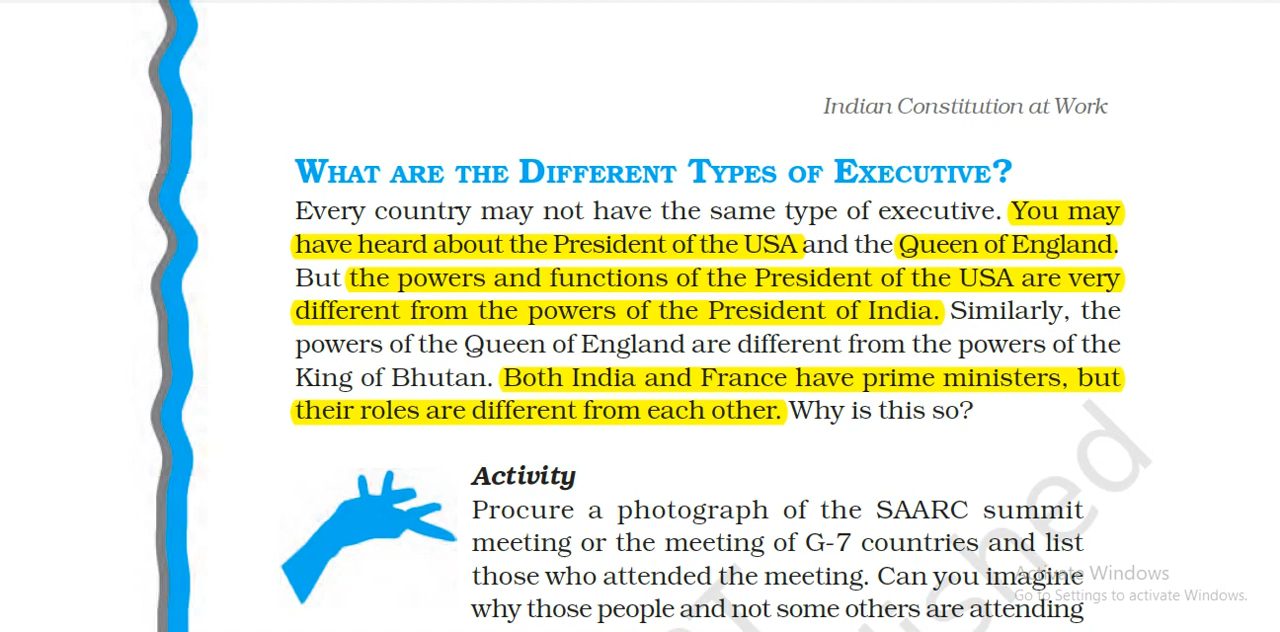 Indian Constitution at Work
WHAT ARE THE DIFFERENT TYPES OF EXECUTIVE?
Every country may not have the same type of executive. You may
have heard about the President of the USA and the Queen of England.
But the powers and functions of the President of the USA are very
different from the powers of the President of India. Similarly, the
powers of the Queen of England are different from the powers of the
King of Bhutan. Both India and France have prime ministers, but
their roles are different from each other. Why is this so?
Activity
Procure a photograph of the SAARC summit
meeting or the meeting of G-7 countries and list
those who attended the meeting. Can you imagine
why those people and not some others are attending
Activate Windows
Go to Settings to activate Windows.